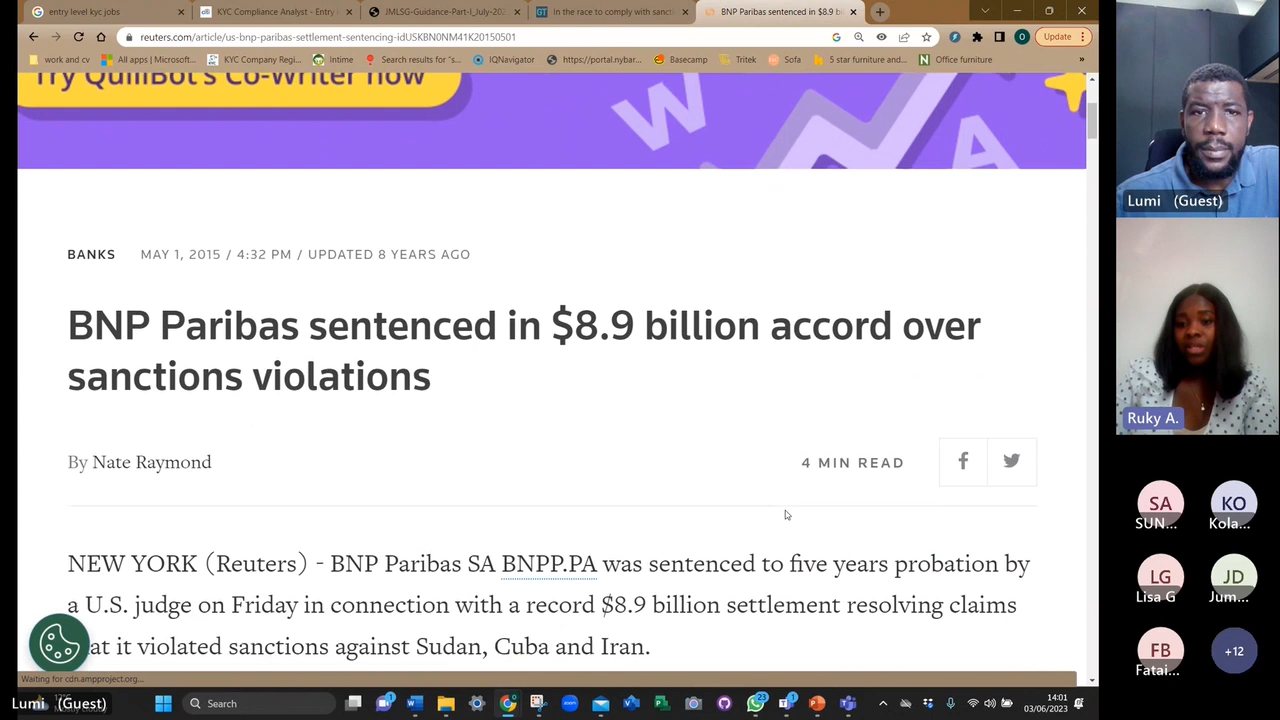 entry level kyc jobs
KYC Compliance Analyst - Entry
JMLSG-Guidance-Part-I_July-202
In the race to comply with sancti
BNP Paribas sentenced in $8.9 bi
reuters.com/article/us-bnp-paribas-settlement-sentencing-idUSKBN0NM41K20150501
Update
work and cv
All apps | Microsoft...
KYC Company Regi...
Intime
Search results for "s...
IQNavigator
https://portal.nybar...
Basecamp
Tritek
Sofa
5 star furniture and...
Office furniture
Try QuillBot's Co-Writer now
W
A
BANKS MAY 1, 2015 / 4:32 PM / UPDATED 8 YEARS AGO
BNP Paribas sentenced in $8.9 billion accord over
sanctions violations
By Nate Raymond
4 MIN READ
NEW YORK (Reuters) - BNP Paribas SA BNPP.PA was sentenced to five years probation by
a U.S. judge on Friday in connection with a record $8.9 billion settlement resolving claims
at it violated sanctions against Sudan, Cuba and Iran.
Waiting for cdn.ampproject.org...
Lumi (Guest)
Search
14:01
03/06/2023
Lumi (Guest)
Ruky A.
SA
SUN...
KO
Kola...
LG
Lisa G
JD
Jum...
FB
Fatai...
+12